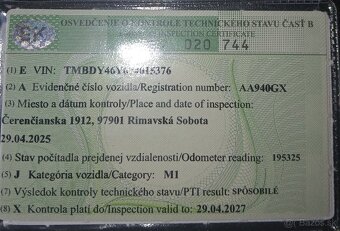 OSVEDČENIE O KONTROLE TECHNICKÉHO STAVU ČASŤ B
INSPECTION CERTIFICATE
EK 020 744
(1) E VIN:
(2) A Evidenčné číslo vozidla/Registration number: AA940GX
(3) Miesto a dátum kontroly/Place and date of inspection:
Čerenčianska 1912, 97901 Rimavská Sobota
29.04.2025
(4) Stav počítadla prejdenej vzdialenosti/Odometer reading: 195325
(5) J Kategória vozidla/Category: M1
(7) Výsledok kontroly technického stavu/PTI result: SPÔSOBILÉ
(8) X Kontrola platí do/Inspection valid to: 29.04.2027